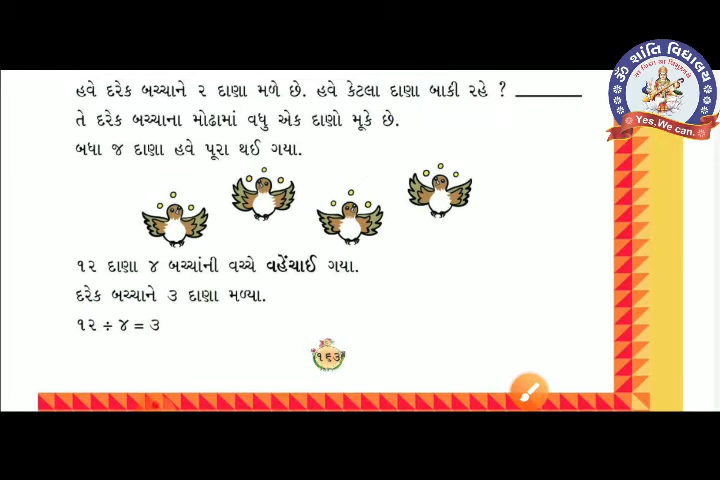 હવે દરેક બચ્ચાને ૨ દાણા મળે છે. હવે કેટલા દાણા બાકી રહે ? ________
તે દરેક બચ્ચાના મોઢામાં વધુ એક દાણો મૂકે છે.
બધા જ દાણા હવે પૂરા થઈ ગયા.
૧૨ દાણા ૪ બચ્ચાંની વચ્ચે વહેંચાઈ ગયા.
દરેક બચ્ચાને ૩ દાણા મળ્યા.
૧૨ ÷ ૪ = ૩
૧૬૩
ૐ શાંતિ વિદ્યાલય
Yes, We can.